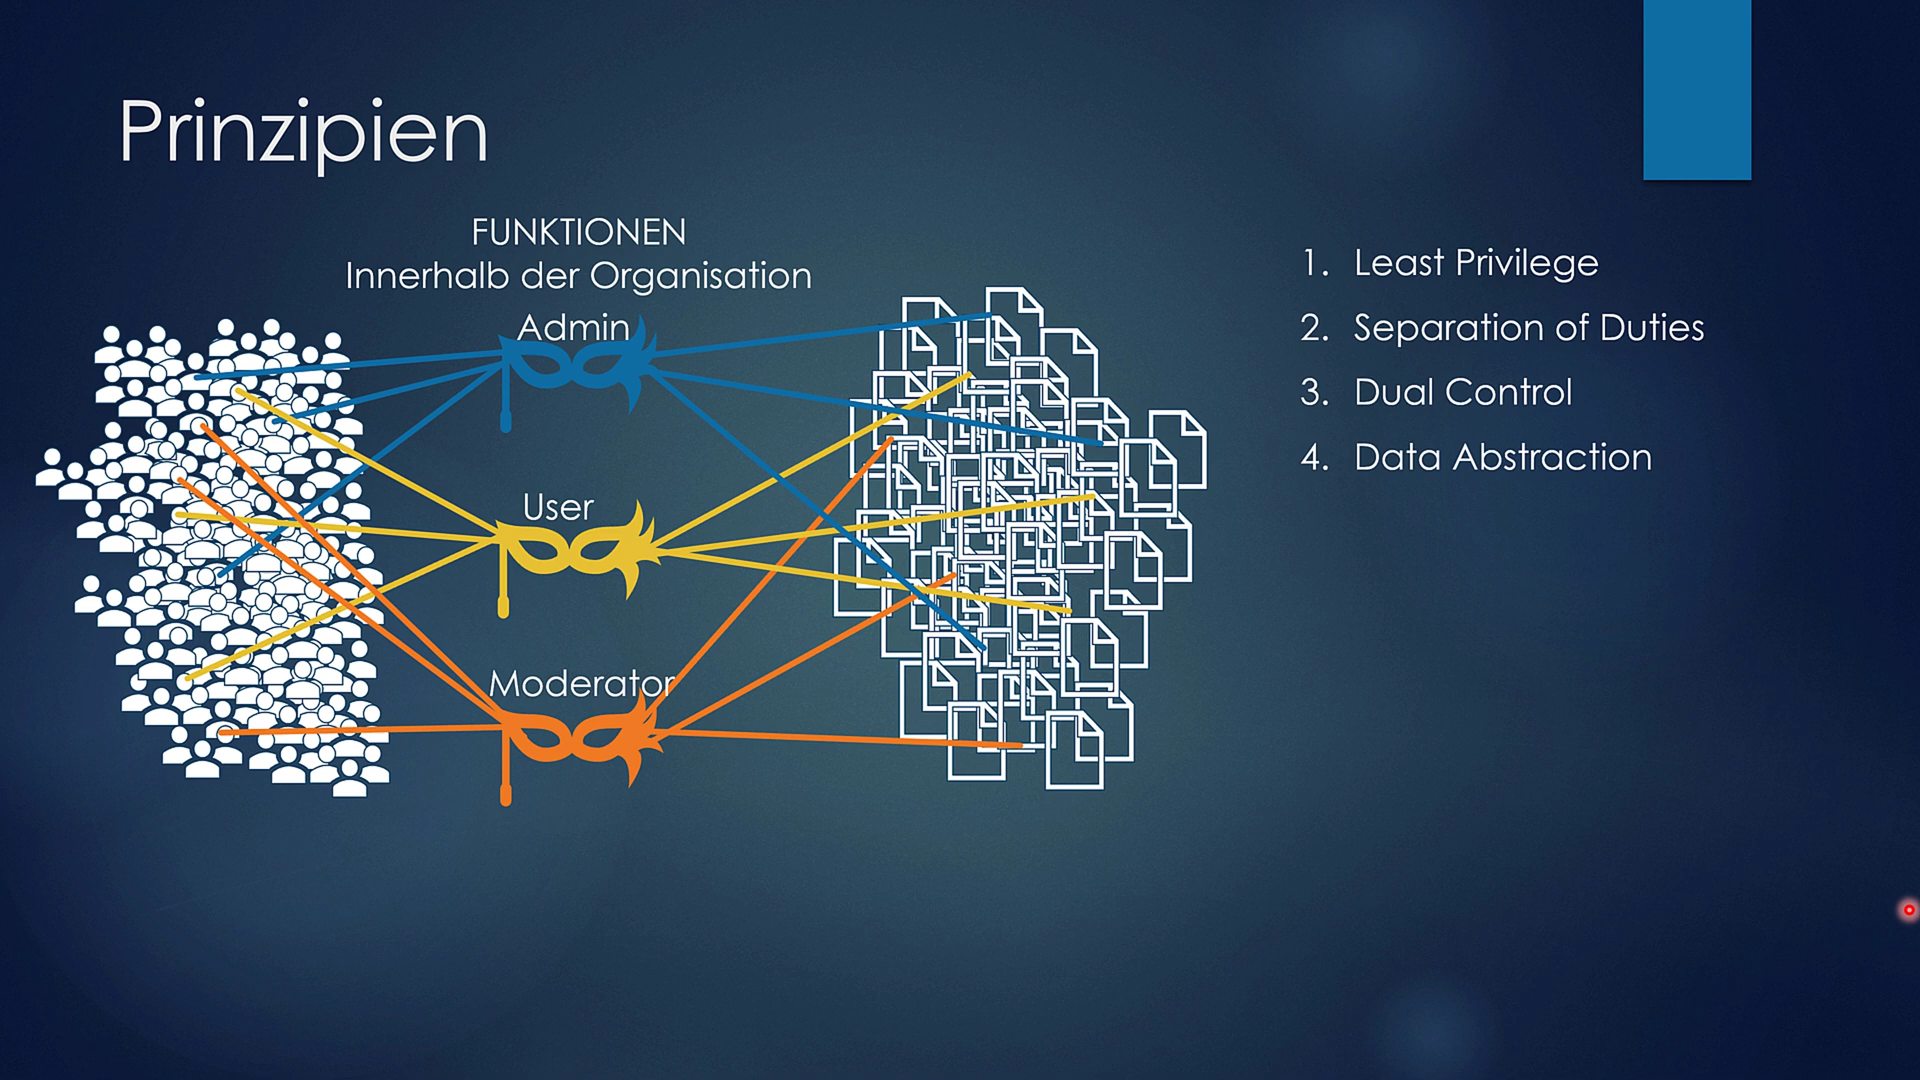 Prinzipien
FUNKTIONEN
Innerhalb der Organisation
Admin
User
Moderator
1. Least Privilege
2. Separation of Duties
3. Dual Control
4. Data Abstraction